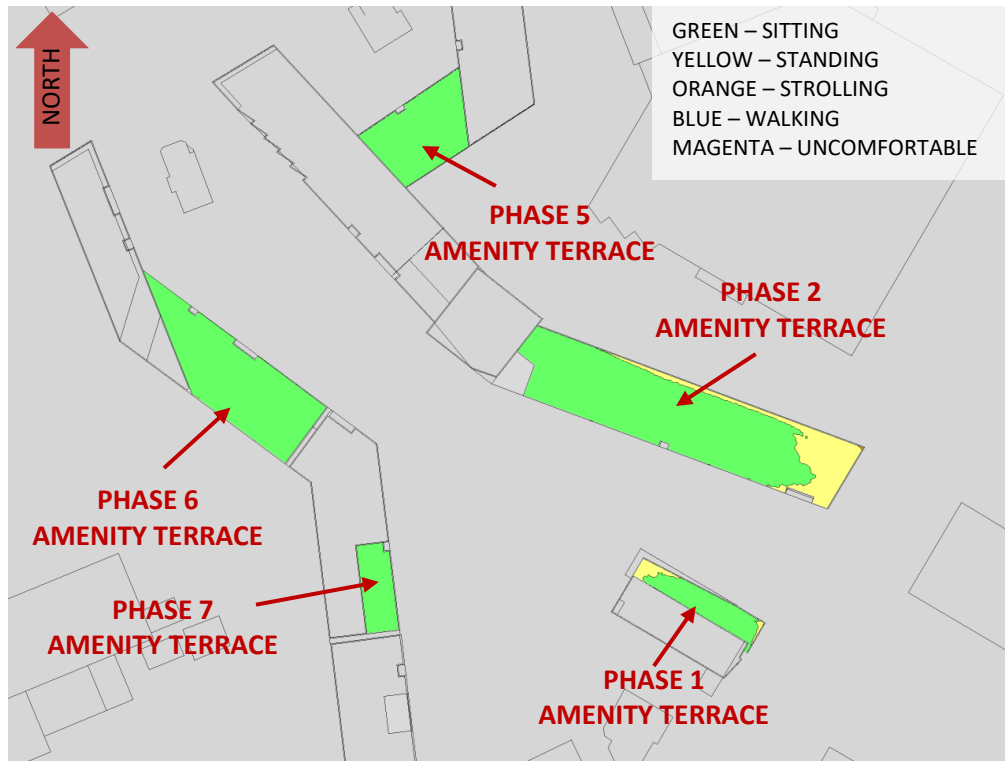 NORTH
GREEN – SITTING
YELLOW – STANDING
ORANGE – STROLLING
BLUE – WALKING
MAGENTA – UNCOMFORTABLE
PHASE 5
AMENITY TERRACE
PHASE 2
AMENITY TERRACE
PHASE 6
AMENITY TERRACE
PHASE 7
AMENITY TERRACE
PHASE 1
AMENITY TERRACE